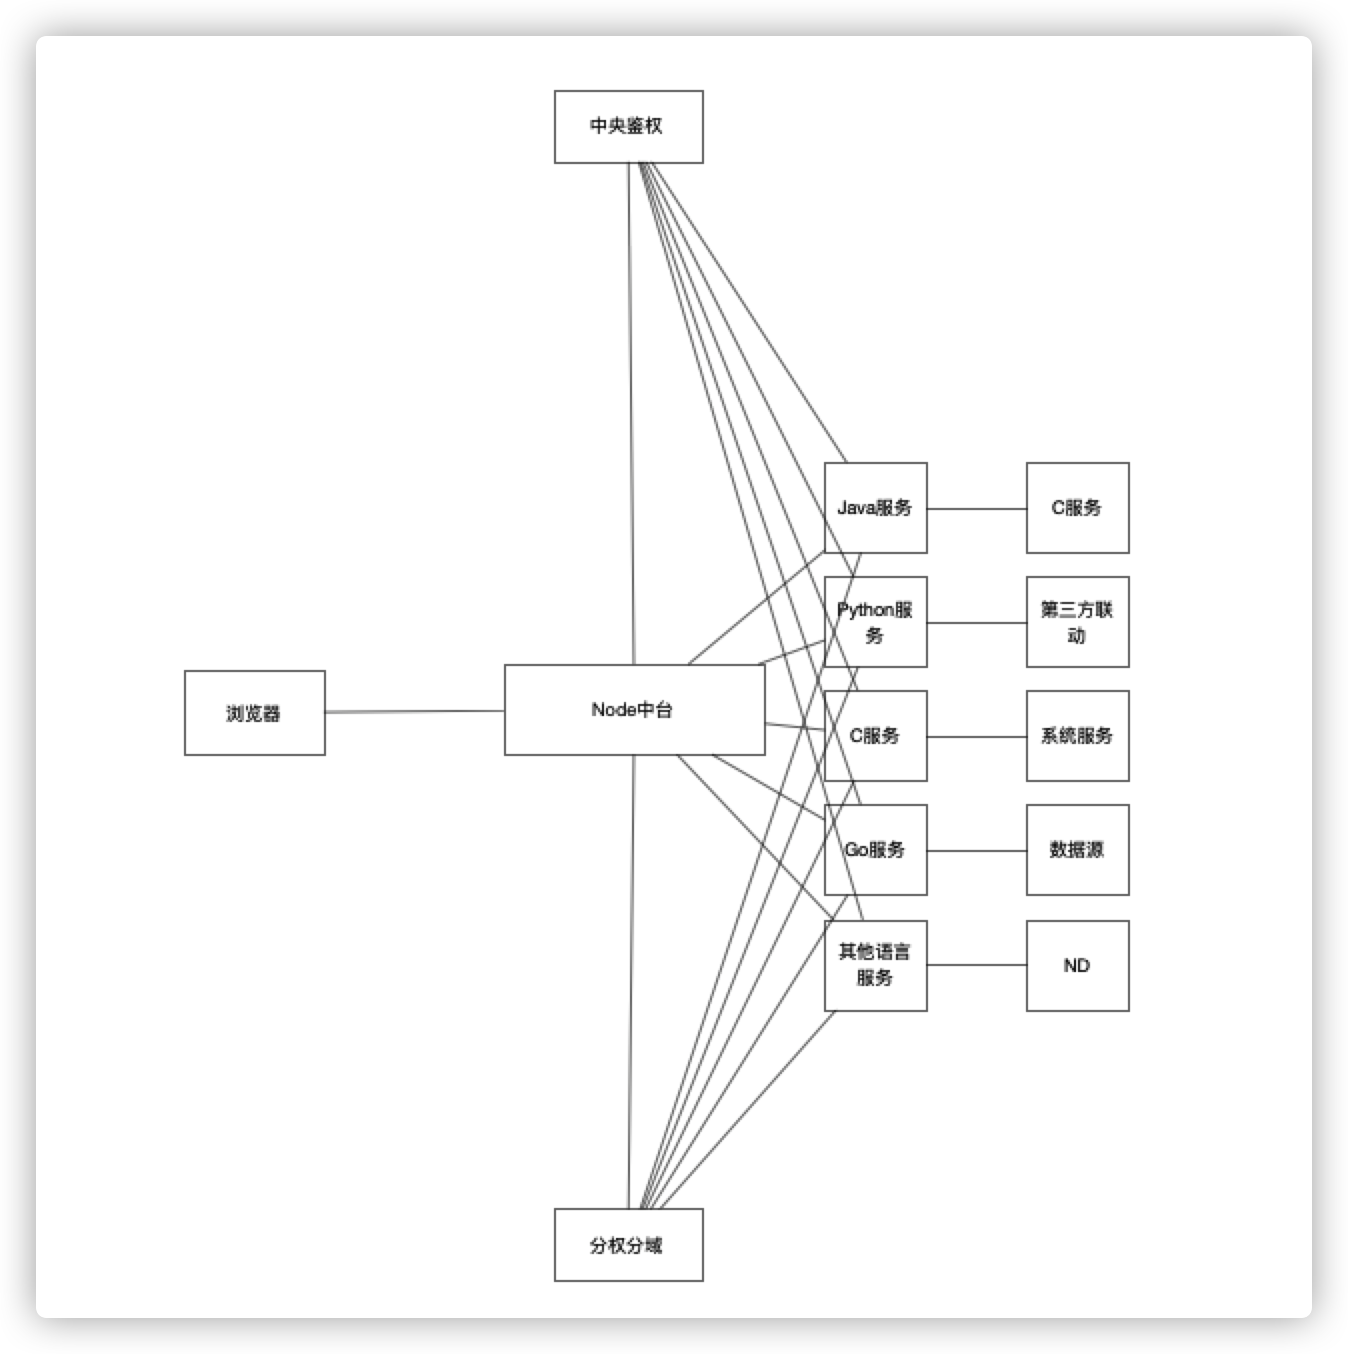 中央鉴权
Java服务
C服务
Python服
务
第三方联
动
浏览器
Node中台
C服务
系统服务
Go服务
数据源
其他语言
服务
ND
分权分域